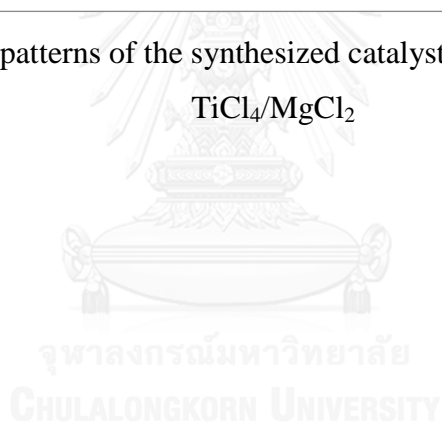 patterns of the synthesized catalyst
TiCl₄/MgCl₂
จุฬาลงกรณ์มหาวิทยาลัย
CHULALONGKORN UNIVERSITY